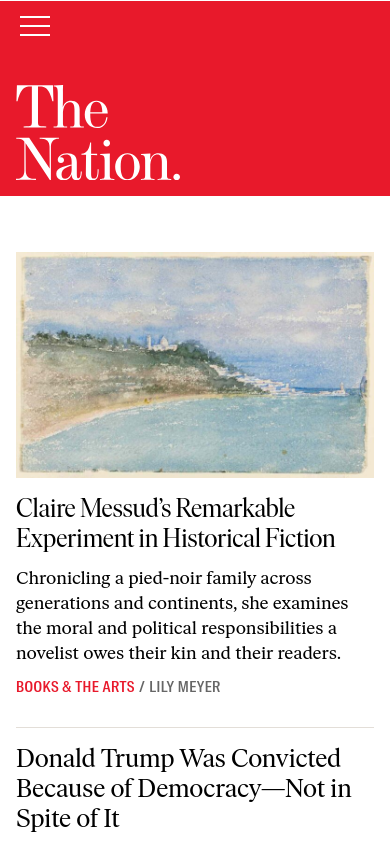 The
Nation.
Claire Messud’s Remarkable
Experiment in Historical Fiction
Chronicling a pied-noir family across
generations and continents, she examines
the moral and political responsibilities a
novelist owes their kin and their readers.
BOOKS & THE ARTS / LILY MEYER
Donald Trump Was Convicted
Because of Democracy—Not in
Spite of It